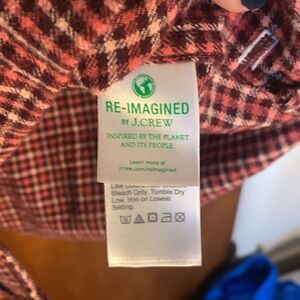 RE-IMAGINED
BY J.CREW
INSPIRED BY THE PLANET
AND ITS PEOPLE
Learn more at
jcrew.com/reimagined
Bleach Only. Tumble Dry
Low. Iron on Lowest
Setting.